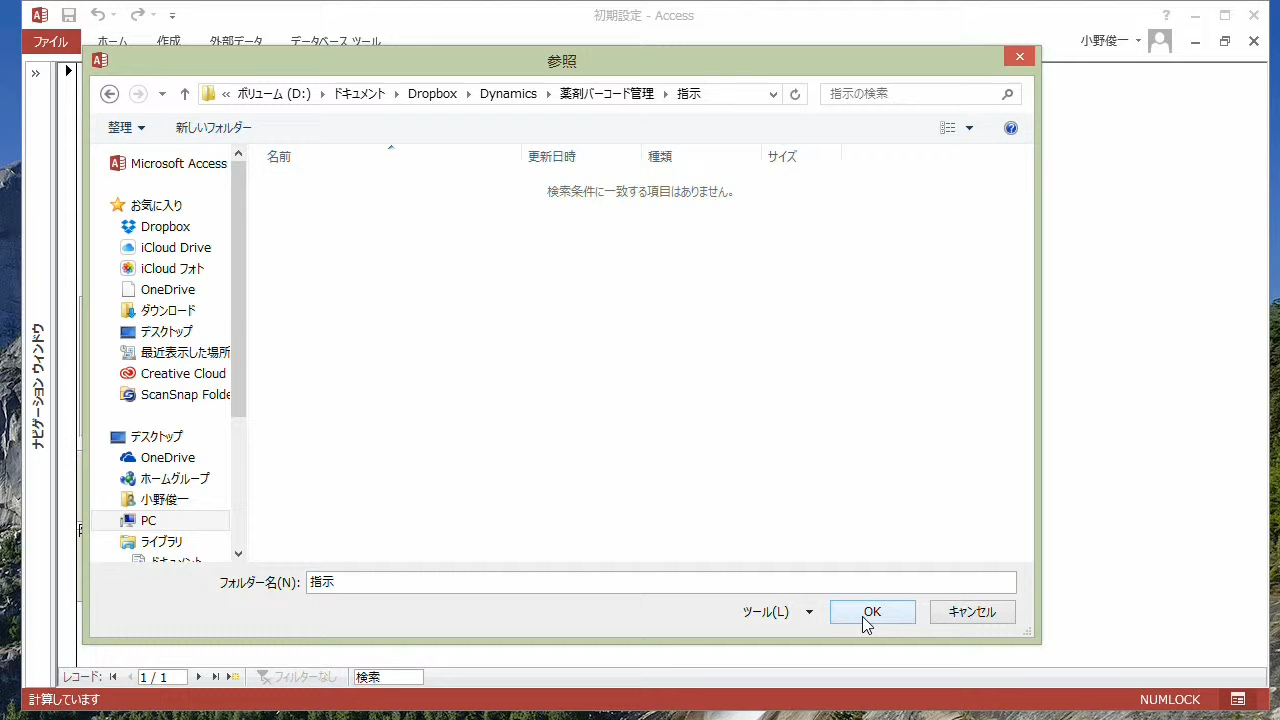 初期設定 - Access
ファイル
ホーム
作成
外部データ
データベース ツール
小野俊一
参照
« ボリューム (D:) ドキュメント Dropbox Dynamics 薬剤バーコード管理 指示
指示の検索
整理
新しいフォルダー
名前
更新日時
種類
サイズ
検索条件に一致する項目はありません。
Microsoft Access
お気に入り
Dropbox
iCloud Drive
iCloud フォト
OneDrive
ダウンロード
デスクトップ
最近表示した場所
Creative Cloud
ScanSnap Folde
デスクトップ
OneDrive
ホームグループ
小野俊一
PC
ライブラリ
ドキュメント
ナビゲーション ウィンドウ
フォルダー名(N): 指示
ツール(L)
OK
キャンセル
レコード: 1 / 1
フィルターなし
検索
計算しています
NUMLOCK